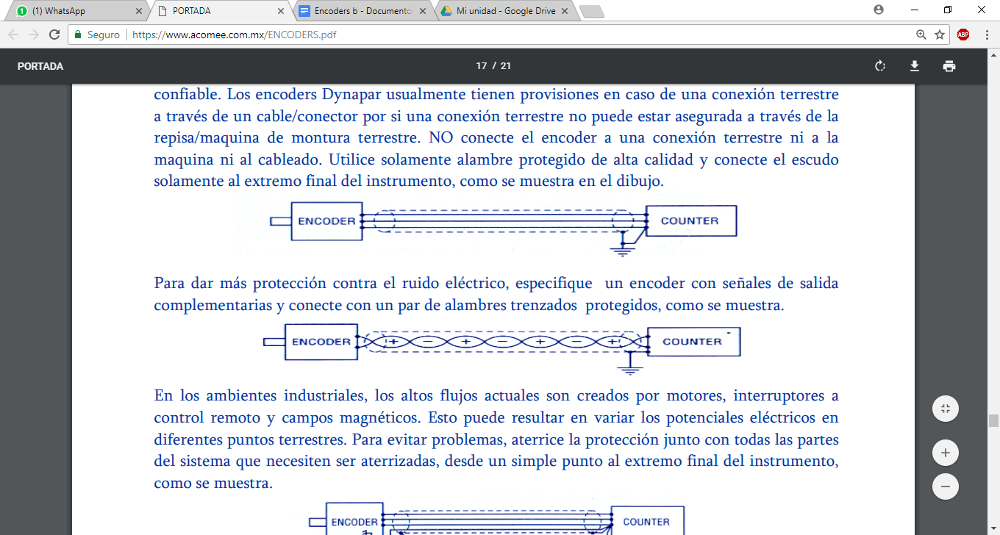 (1) WhatsApp
PORTADA
Encoders b - Documento
Mi unidad - Google Drive
Seguro
https://www.acomee.com.mx/ENCODERS.pdf
ABP
PORTADA
17 / 21
confiable. Los encoders Dynapar usualmente tienen provisiones en caso de una conexión terrestre
a través de un cable/conector por si una conexión terrestre no puede estar asegurada a través de la
repisa/maquina de montura terrestre. NO conecte el encoder a una conexión terrestre ni a la
maquina ni al cableado. Utilice solamente alambre protegido de alta calidad y conecte el escudo
solamente al extremo final del instrumento, como se muestra en el dibujo.
ENCODER
COUNTER
Para dar más protección contra el ruido eléctrico, especifique un encoder con señales de salida
complementarias y conecte con un par de alambres trenzados protegidos, como se muestra.
ENCODER
+ − + − + − +
COUNTER
En los ambientes industriales, los altos flujos actuales son creados por motores, interruptores a
control remoto y campos magnéticos. Esto puede resultar en variar los potenciales eléctricos en
diferentes puntos terrestres. Para evitar problemas, aterrice la protección junto con todas las partes
del sistema que necesiten ser aterrizadas, desde un simple punto al extremo final del instrumento,
como se muestra.
ENCODER
COUNTER